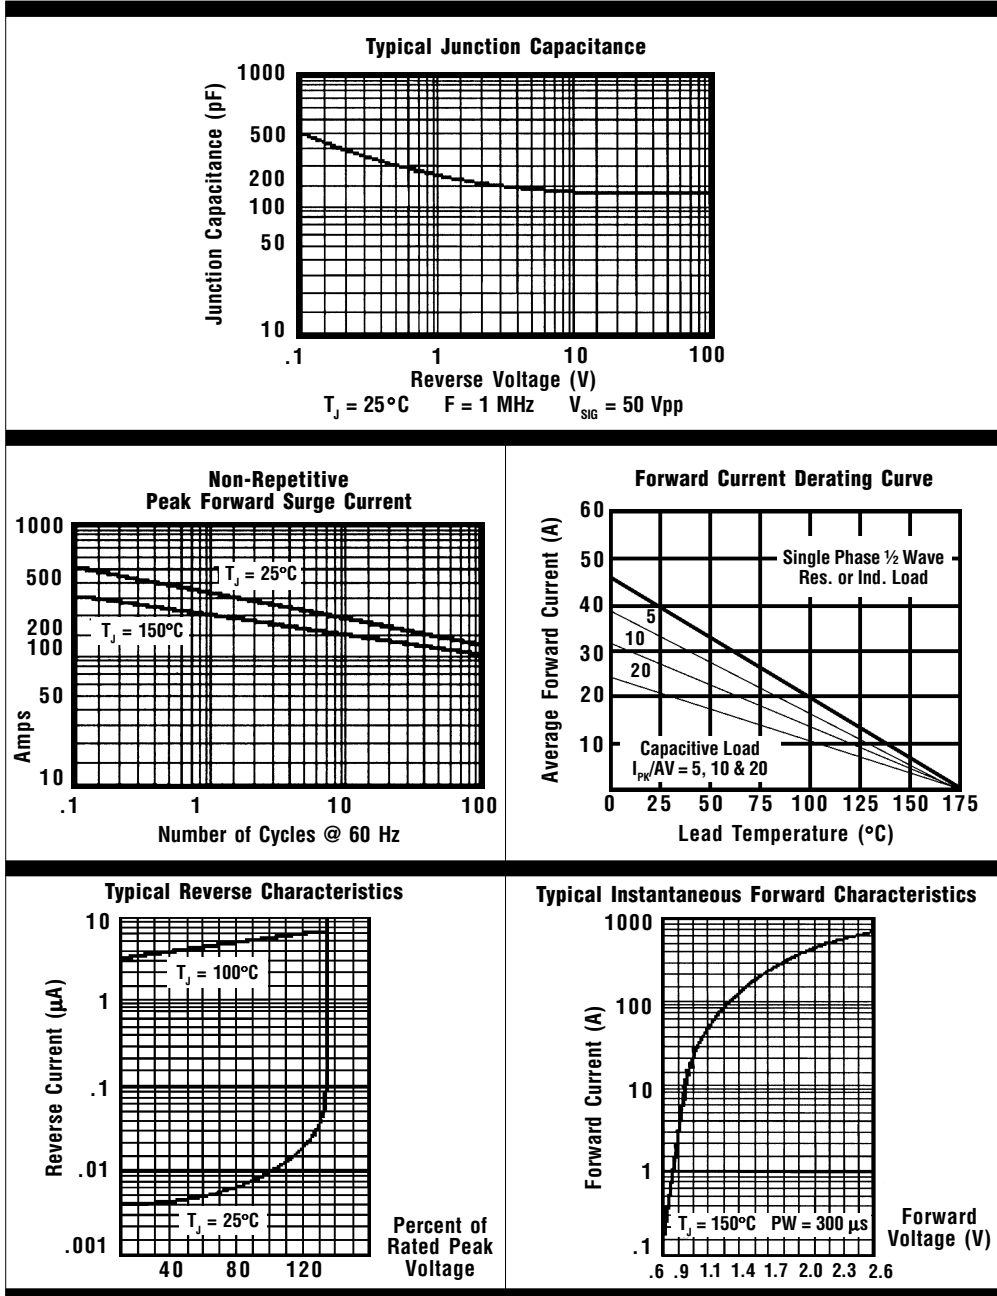 Typical Junction Capacitance
Junction Capacitance (pF)
1000
500
200
100
50
10
.1 1 10 100
Reverse Voltage (V)
TJ = 25°C F = 1 MHz VSIG = 50 Vpp
Non-Repetitive
Peak Forward Surge Current
Amps
1000
500
200
100
50
10
TJ = 25°C
TJ = 150°C
.1 1 10 100
Number of Cycles @ 60 Hz
Forward Current Derating Curve
Average Forward Current (A)
60
50
40
30
20
10
Single Phase ½ Wave
Res. or Ind. Load
5
10
20
Capacitive Load
IPK/AV = 5, 10 & 20
0 25 50 75 100 125 150 175
Lead Temperature (°C)
Typical Reverse Characteristics
Reverse Current (µA)
10
1
.1
.01
.001
TJ = 100°C
TJ = 25°C
40 80 120
Percent of
Rated Peak
Voltage
Typical Instantaneous Forward Characteristics
Forward Current (A)
1000
100
10
1
.1
TJ = 150°C PW = 300 µs
.6 .9 1.1 1.4 1.7 2.0 2.3 2.6
Forward
Voltage (V)